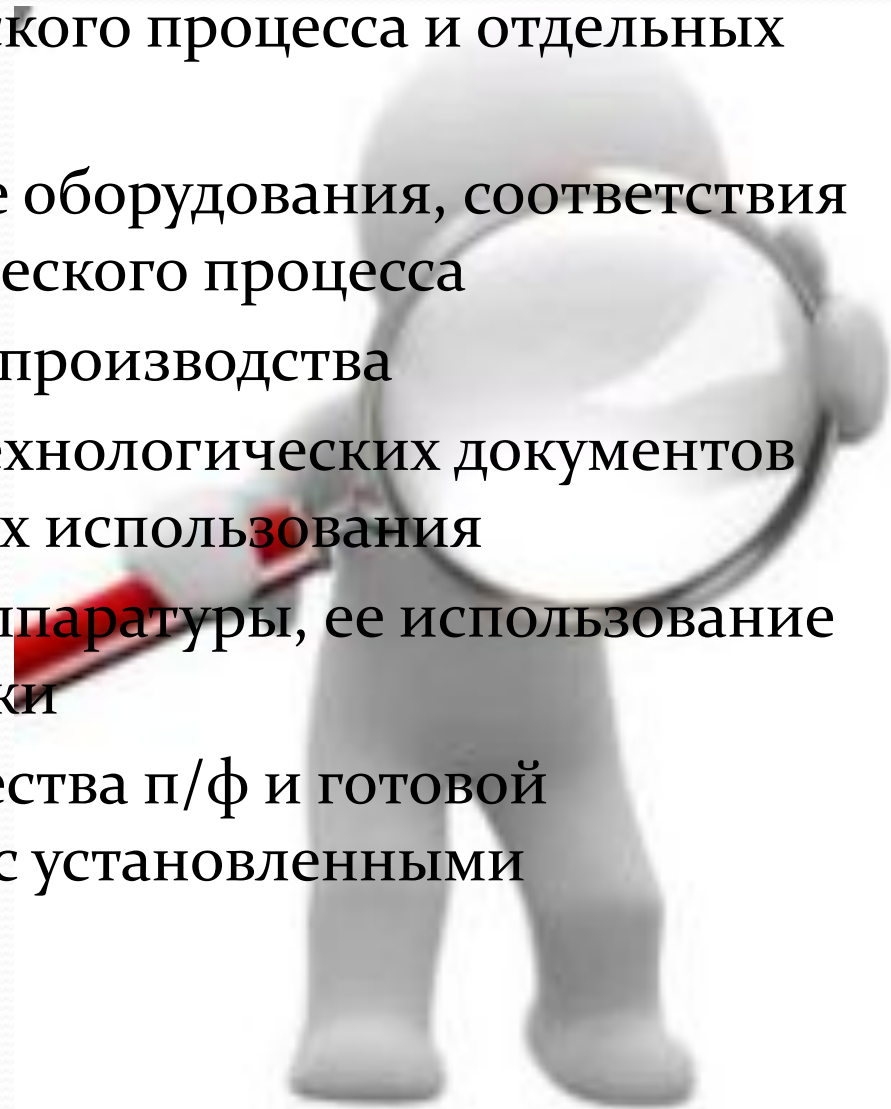 ского процесса и отдельных
е оборудования, соответствия
еского процесса
производства
ехнологических документов
х использования
ппаратуры, ее использование
ки
ества п/ф и готовой
с установленными